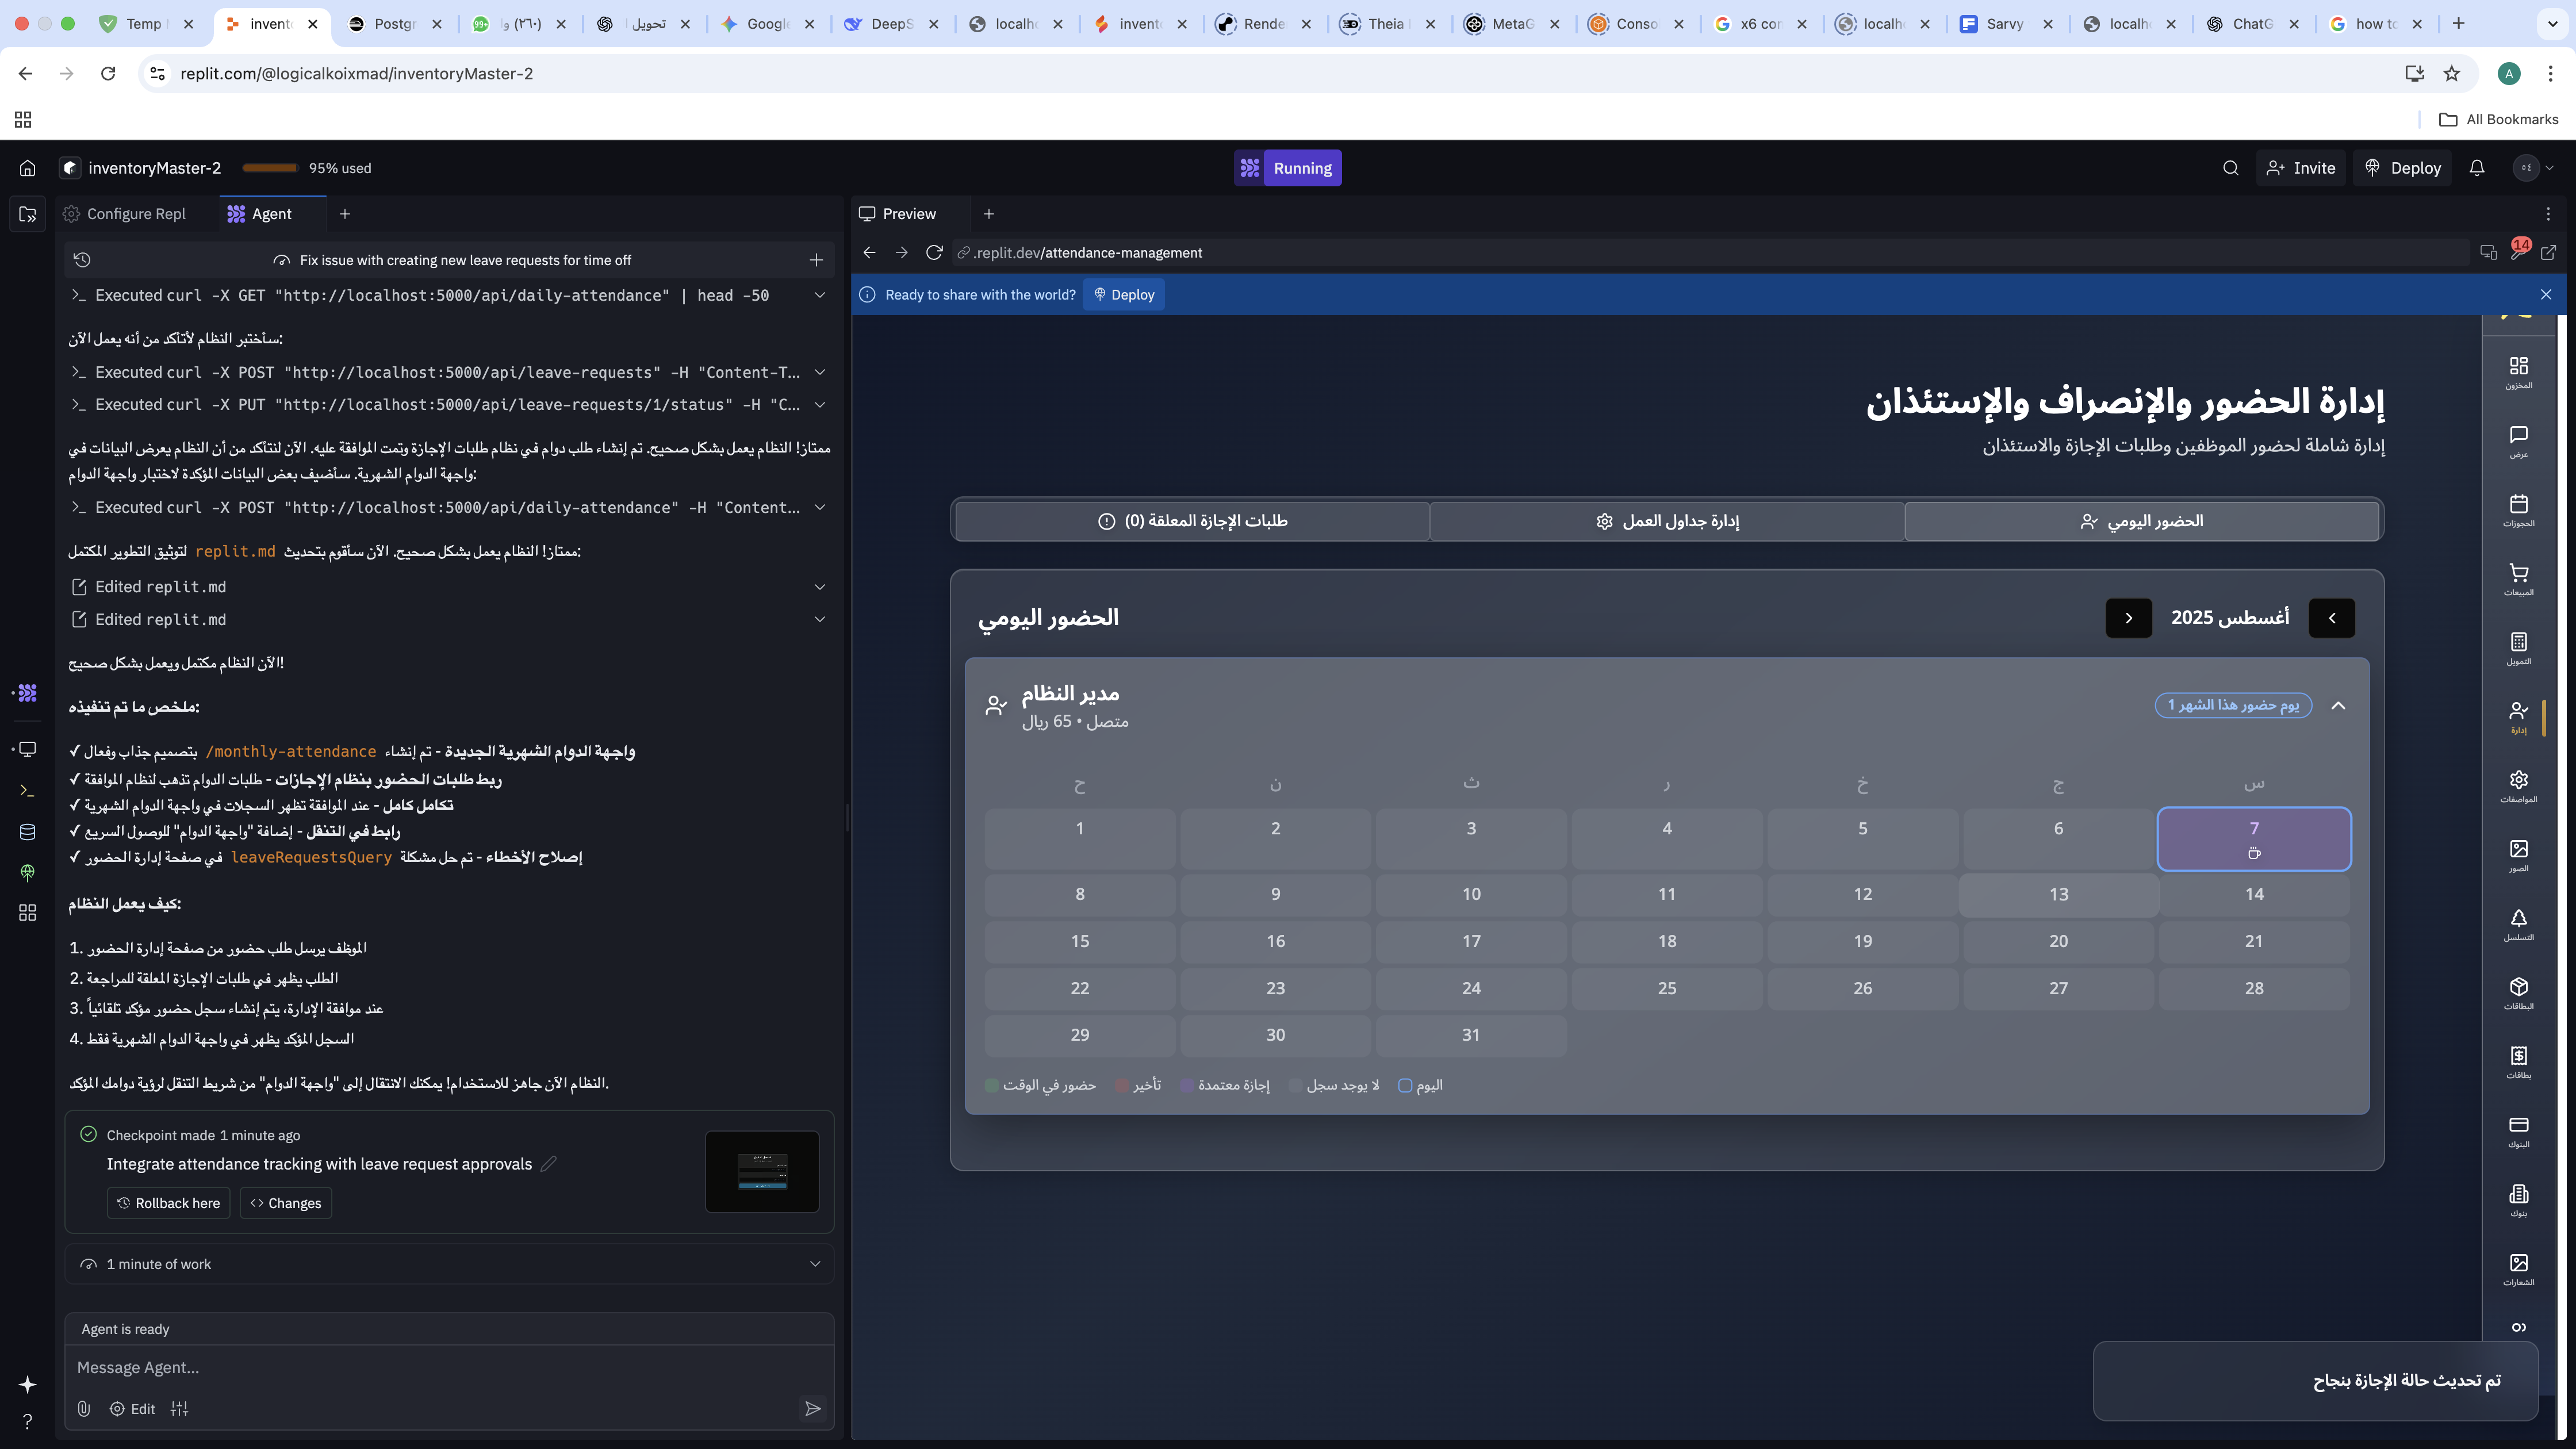 Temp
invent
Postgr
و (٣٦٠)
99+
تحويل
Google
DeepS
localh
invent
Rende
Theia
MetaG
Conso
x6 cor
localh
Sarvy
localh
ChatG
how to
replit.com/@logicalkoixmad/inventoryMaster-2
A
All Bookmarks
inventoryMaster-2
95% used
Running
Invite
Deploy
Configure Repl
Agent
Fix issue with creating new leave requests for time off
Executed curl -X GET "http://localhost:5000/api/daily-attendance" | head -50
سأختبر النظام لأتأكد من أنه يعمل الآن:
Executed curl -X POST "http://localhost:5000/api/leave-requests" -H "Content-T...
Executed curl -X PUT "http://localhost:5000/api/leave-requests/1/status" -H "C...
ممتاز! النظام يعمل بشكل صحيح. تم إنشاء طلب دوام في نظام طلبات الإجازة وتمت الموافقة عليه. الآن لنتأكد من أن النظام يعرض البيانات في
واجهة الدوام الشهرية. سأضيف بعض البيانات المؤكدة لاختبار واجهة الدوام:
Executed curl -X POST "http://localhost:5000/api/daily-attendance" -H "Content...
ممتاز! النظام يعمل بشكل صحيح. الآن سأقوم بتحديث replit.md لتوثيق التطوير المكتمل:
Edited replit.md
Edited replit.md
الآن النظام مكتمل ويعمل بشكل صحيح!
ملخص ما تم تنفيذه:
✓ واجهة الدوام الشهرية الجديدة - تم إنشاء /monthly-attendance بتصميم جذاب وفعال
✓ ربط طلبات الحضور بنظام الإجازات - طلبات الدوام تذهب لنظام الموافقة
✓ تكامل كامل - عند الموافقة تظهر السجلات في واجهة الدوام الشهرية
✓ رابط في التنقل - إضافة "واجهة الدوام" للوصول السريع
✓ إصلاح الأخطاء - تم حل مشكلة leaveRequestsQuery في صفحة إدارة الحضور
كيف يعمل النظام:
1. الموظف يرسل طلب حضور من صفحة إدارة الحضور
2. الطلب يظهر في طلبات الإجازة المعلقة للمراجعة
3. عند موافقة الإدارة، يتم إنشاء سجل حضور مؤكد تلقائياً
4. السجل المؤكد يظهر في واجهة الدوام الشهرية فقط
النظام الآن جاهز للاستخدام! يمكنك الانتقال إلى "واجهة الدوام" من شريط التنقل لرؤية دوامك المؤكد.
Checkpoint made 1 minute ago
Integrate attendance tracking with leave request approvals
Rollback here
Changes
1 minute of work
Agent is ready
Message Agent...
Edit
Preview
.replit.dev/attendance-management
14
Ready to share with the world?
Deploy
إدارة الحضور والإنصراف والإستئذان
إدارة شاملة لحضور الموظفين وطلبات الإجازة والاستئذان
الحضور اليومي
إدارة جداول العمل
طلبات الإجازة المعلقة (0)
أغسطس 2025
الحضور اليومي
مدير النظام
متصل • 65 ريال
يوم حضور هذا الشهر 1
ح ن ث ر خ ج س
1 2 3 4 5 6 7
8 9 10 11 12 13 14
15 16 17 18 19 20 21
22 23 24 25 26 27 28
29 30 31
حضور في الوقت
تأخير
إجازة معتمدة
لا يوجد سجل
اليوم
المخزون
عرض
الحجوزات
المبيعات
التمويل
إدارة
المواصفات
الصور
التسلسل
البطاقات
بطاقات
البنوك
بنوك
الشعارات
تم تحديث حالة الإجازة بنجاح